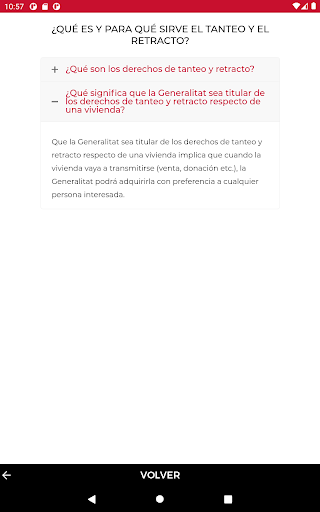 10:57
¿QUÉ ES Y PARA QUÉ SIRVE EL TANTEO Y EL
RETRACTO?
¿Qué son los derechos de tanteo y retracto?
¿Qué significa que la Generalitat sea titular de
los derechos de tanteo y retracto respecto de
una vivienda?
Que la Generalitat sea titular de los derechos de tanteo y
retracto respecto de una vivienda implica que cuando la
vivienda vaya a transmitirse (venta, donación etc.), la
Generalitat podrá adquirirla con preferencia a cualquier
persona interesada.
VOLVER